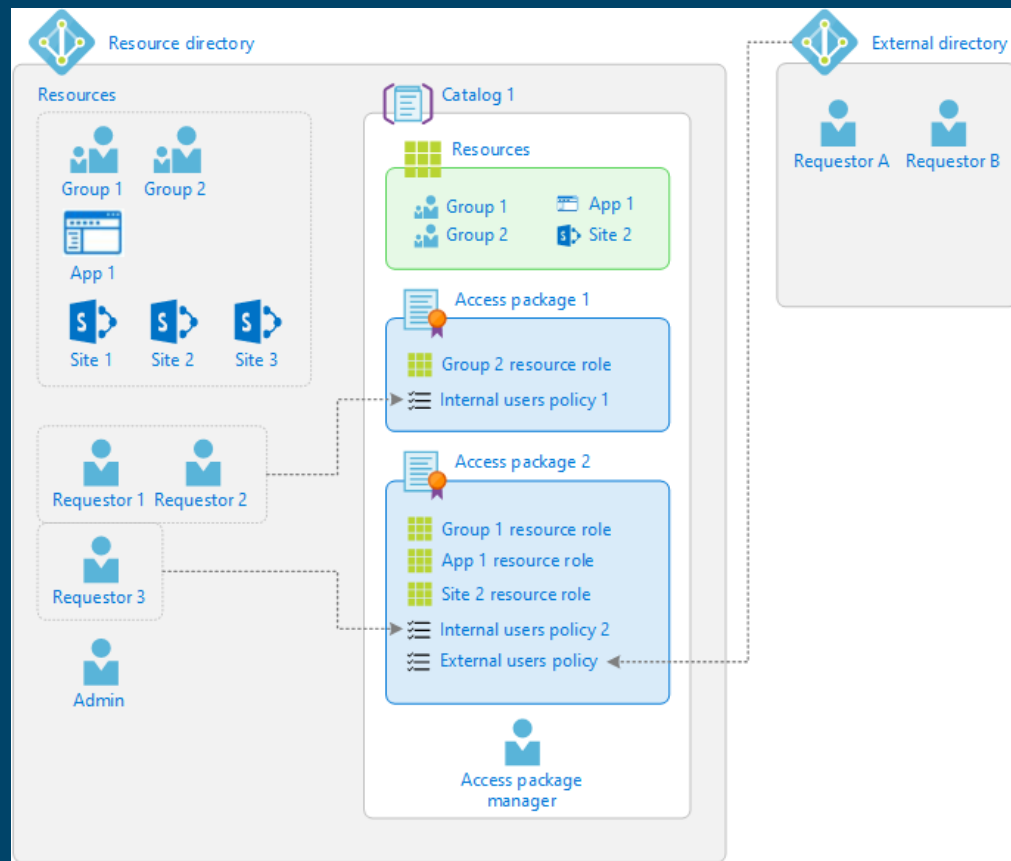 Resource directory
External directory
Resources
Catalog 1
Group 1
Group 2
App 1
Site 1
Site 2
Site 3
Resources
Group 1
App 1
Group 2
Site 2
Access package 1
Group 2 resource role
Internal users policy 1
Access package 2
Group 1 resource role
App 1 resource role
Site 2 resource role
Internal users policy 2
External users policy
Access package
manager
Requestor 1
Requestor 2
Requestor 3
Admin
Requestor A
Requestor B